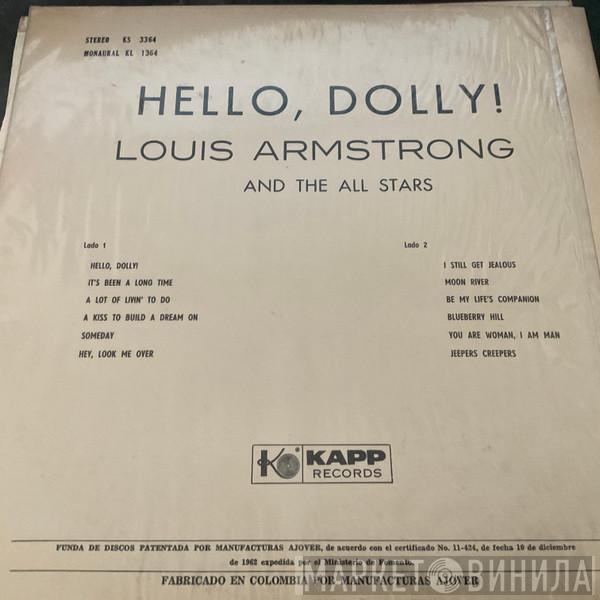 STEREO KS 3364
MONAURAL KL 1364
HELLO, DOLLY!
LOUIS ARMSTRONG
AND THE ALL STARS
Lado 1
HELLO, DOLLY!
IT'S BEEN A LONG TIME
A LOT OF LIVIN' TO DO
A KISS TO BUILD A DREAM ON
SOMEDAY
HEY, LOOK ME OVER
Lado 2
I STILL GET JEALOUS
MOON RIVER
BE MY LIFE'S COMPANION
BLUEBERRY HILL
YOU ARE WOMAN, I AM MAN
JEEPERS CREEPERS
K KAPP
RECORDS
FUNDA DE DISCOS PATENTADA POR MANUFACTURAS AJOVER, de acuerdo con el certificado No. 11-424, de fecha 10 de diciembre
de 1962 expedida por el Ministerio de Fomento.
FABRICADO EN COLOMBIA POR MANUFACTURAS AJOVER
МАРКЕТ ВИНИЛА